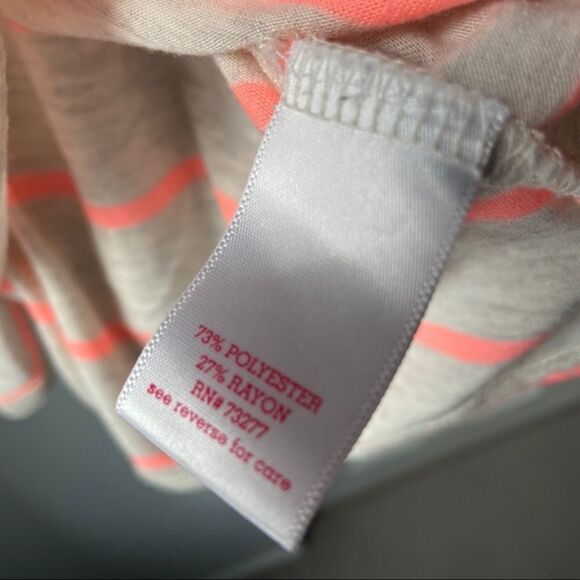 73% POLYESTER
27% RAYON
RN# 73277
see reverse for care